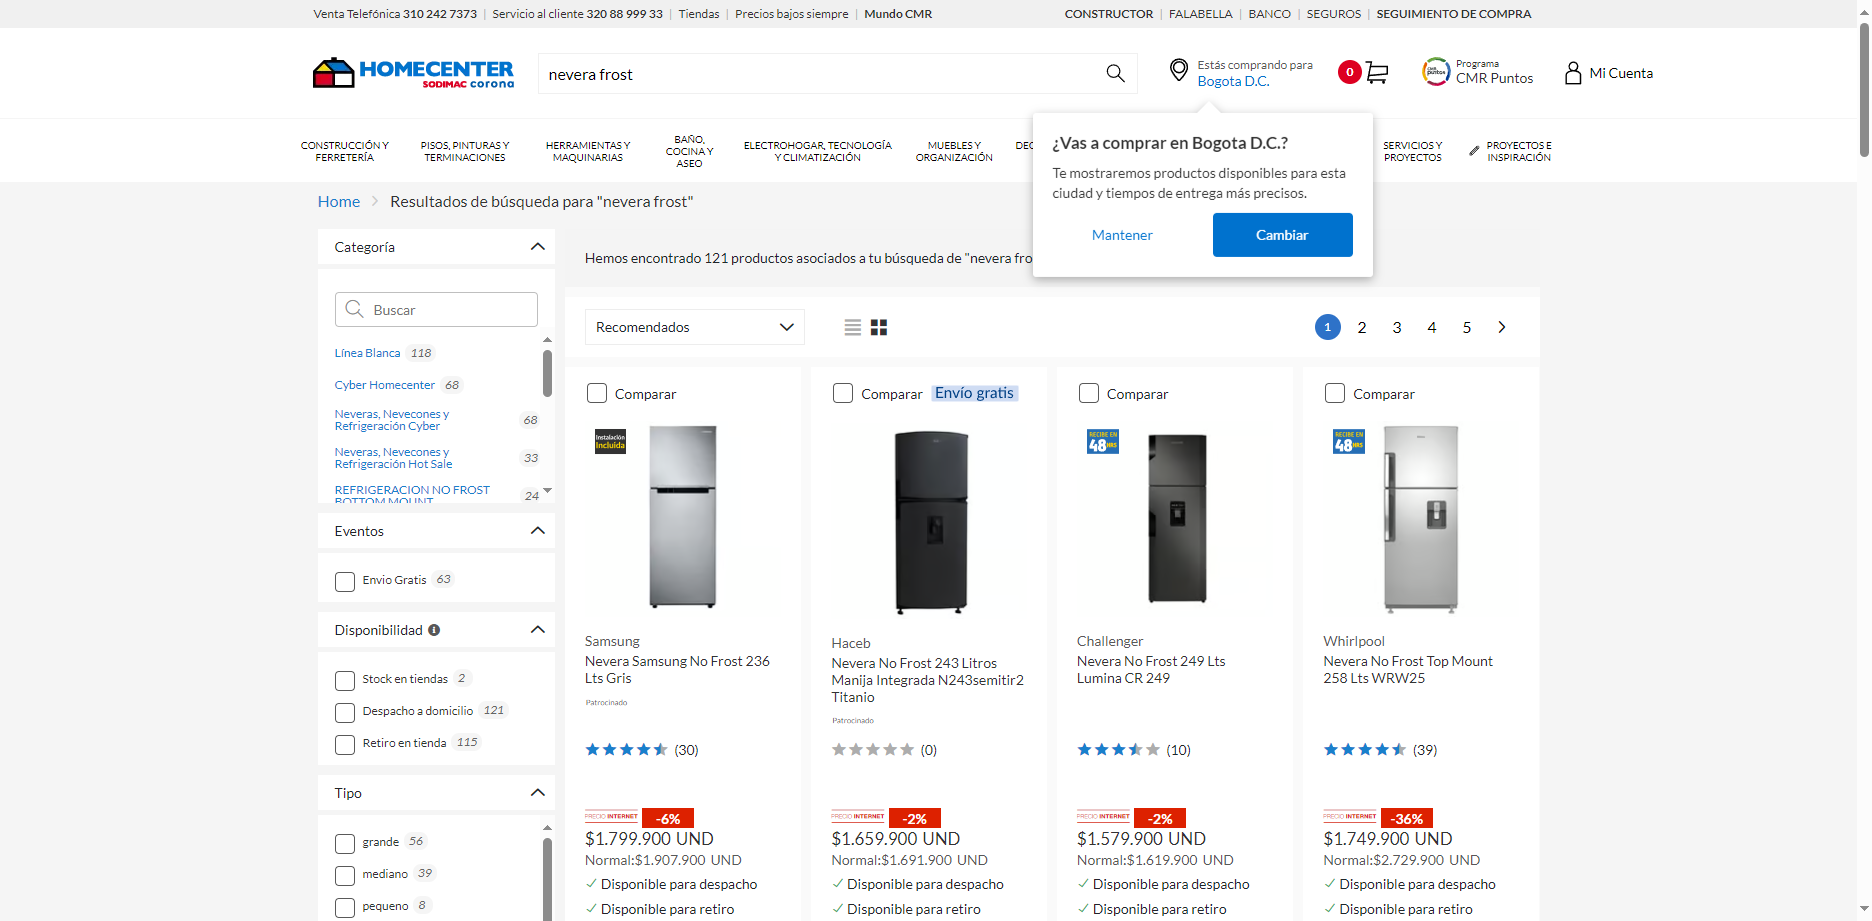 Venta Telefónica 310 242 7373 | Servicio al cliente 320 88 999 33 | Tiendas | Precios bajos siempre | Mundo CMR
CONSTRUCTOR | FALABELLA | BANCO | SEGUROS | SEGUIMIENTO DE COMPRA
HOMECENTER
SODIMAC corona
nevera frost
Estás comprando para
Bogota D.C.
0
CMR puntos
Programa
CMR Puntos
Mi Cuenta
CONSTRUCCIÓN Y
FERRETERÍA
PISOS, PINTURAS Y
TERMINACIONES
HERRAMIENTAS Y
MAQUINARIAS
BAÑO,
COCINA Y
ASEO
ELECTROHOGAR, TECNOLOGÍA
Y CLIMATIZACIÓN
MUEBLES Y
ORGANIZACIÓN
DEC
SERVICIOS Y
PROYECTOS
PROYECTOS E
INSPIRACIÓN
¿Vas a comprar en Bogota D.C.?
Te mostraremos productos disponibles para esta
ciudad y tiempos de entrega más precisos.
Mantener
Cambiar
Home
Resultados de búsqueda para "nevera frost"
Categoría
Buscar
Línea Blanca 118
Cyber Homecenter 68
Neveras, Nevecones y
Refrigeración Cyber 68
Neveras, Nevecones y
Refrigeración Hot Sale 33
REFRIGERACION NO FROST
BOTTOM MOUNT 24
Eventos
Envio Gratis 63
Disponibilidad
Stock en tiendas 2
Despacho a domicilio 121
Retiro en tienda 115
Tipo
grande 56
mediano 39
pequeno 8
Hemos encontrado 121 productos asociados a tu búsqueda de "nevera fro
Recomendados
1 2 3 4 5
Comparar
Instalación
Incluida
Samsung
Nevera Samsung No Frost 236
Lts Gris
Patrocinado
(30)
PRECIO INTERNET -6%
$1.799.900 UND
Normal:$1.907.900 UND
Disponible para despacho
Disponible para retiro
Comparar Envío gratis
Haceb
Nevera No Frost 243 Litros
Manija Integrada N243semitir2
Titanio
Patrocinado
(0)
PRECIO INTERNET -2%
$1.659.900 UND
Normal:$1.691.900 UND
Disponible para despacho
Disponible para retiro
Comparar
RECIBE EN
48HRS
Challenger
Nevera No Frost 249 Lts
Lumina CR 249
(10)
PRECIO INTERNET -2%
$1.579.900 UND
Normal:$1.619.900 UND
Disponible para despacho
Disponible para retiro
Comparar
RECIBE EN
48HRS
Whirlpool
Nevera No Frost Top Mount
258 Lts WRW25
(39)
PRECIO INTERNET -36%
$1.749.900 UND
Normal:$2.729.900 UND
Disponible para despacho
Disponible para retiro